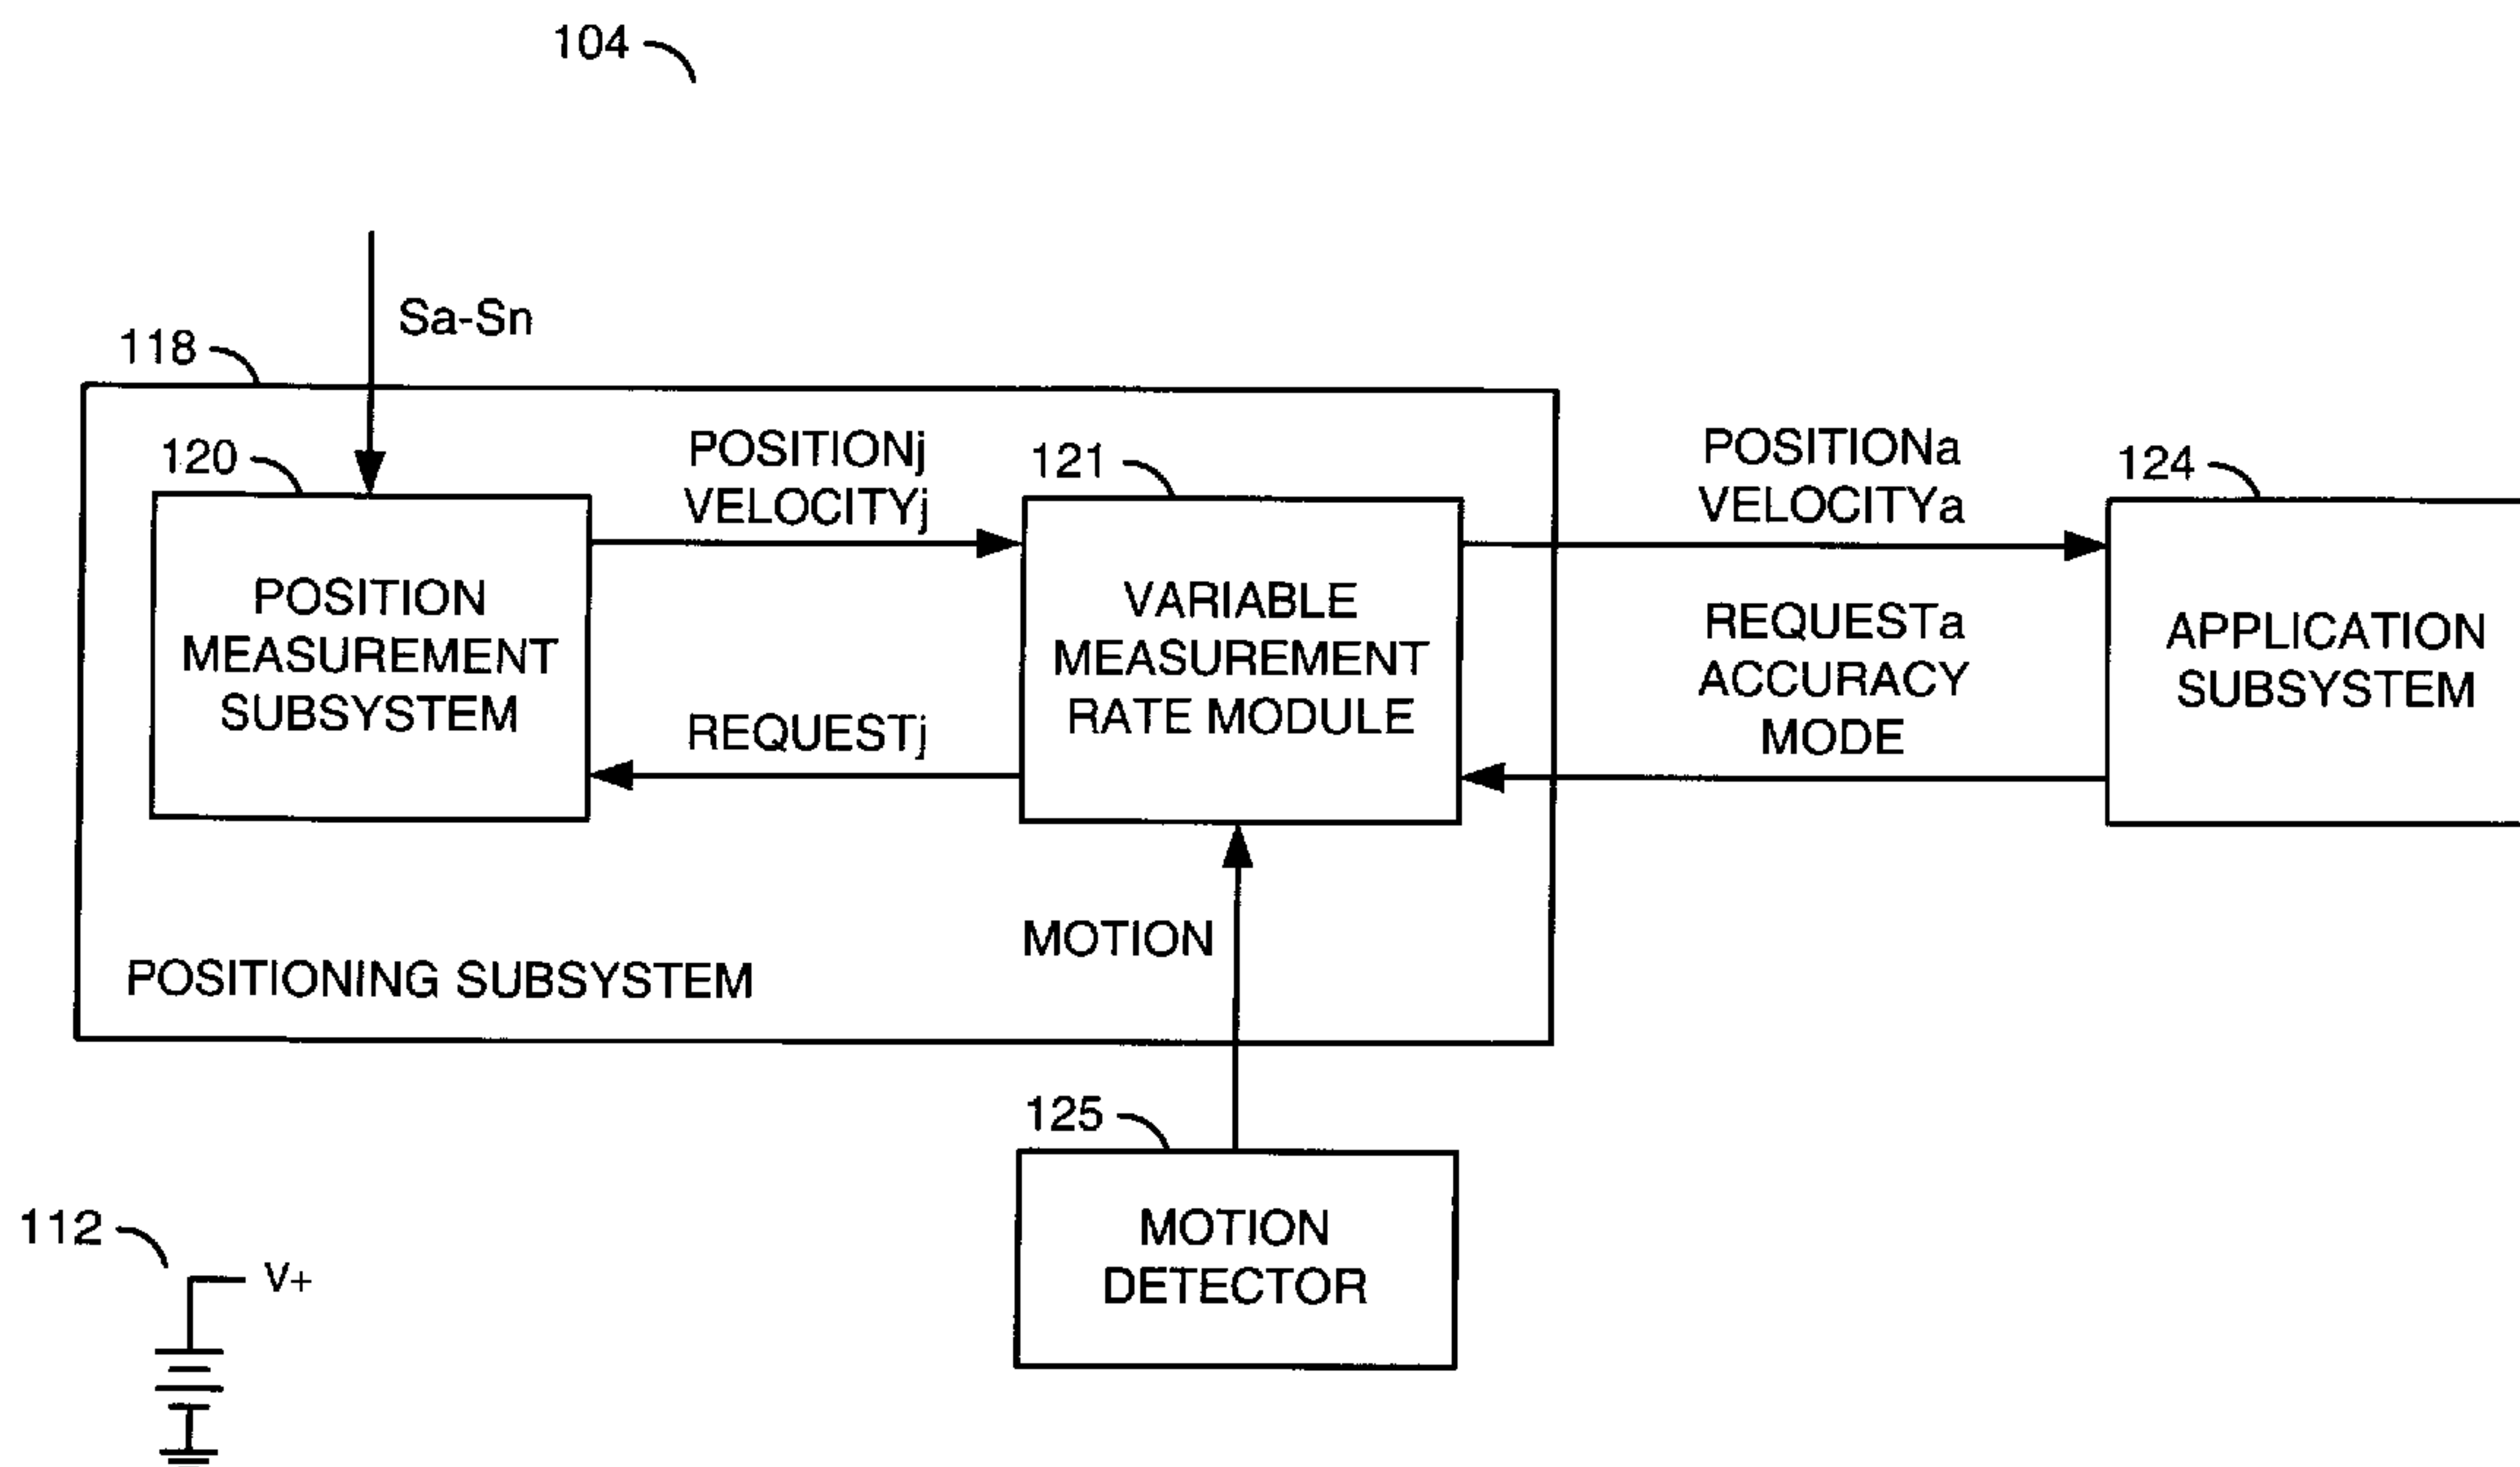 104
Sa-Sn
118
120
POSITIONj
VELOCITYj
121
POSITIONa
VELOCITYa
124
POSITION
MEASUREMENT
SUBSYSTEM
VARIABLE
MEASUREMENT
RATE MODULE
REQUESTa
ACCURACY
MODE
APPLICATION
SUBSYSTEM
REQUESTj
MOTION
POSITIONING SUBSYSTEM
125
MOTION
DETECTOR
112
V+